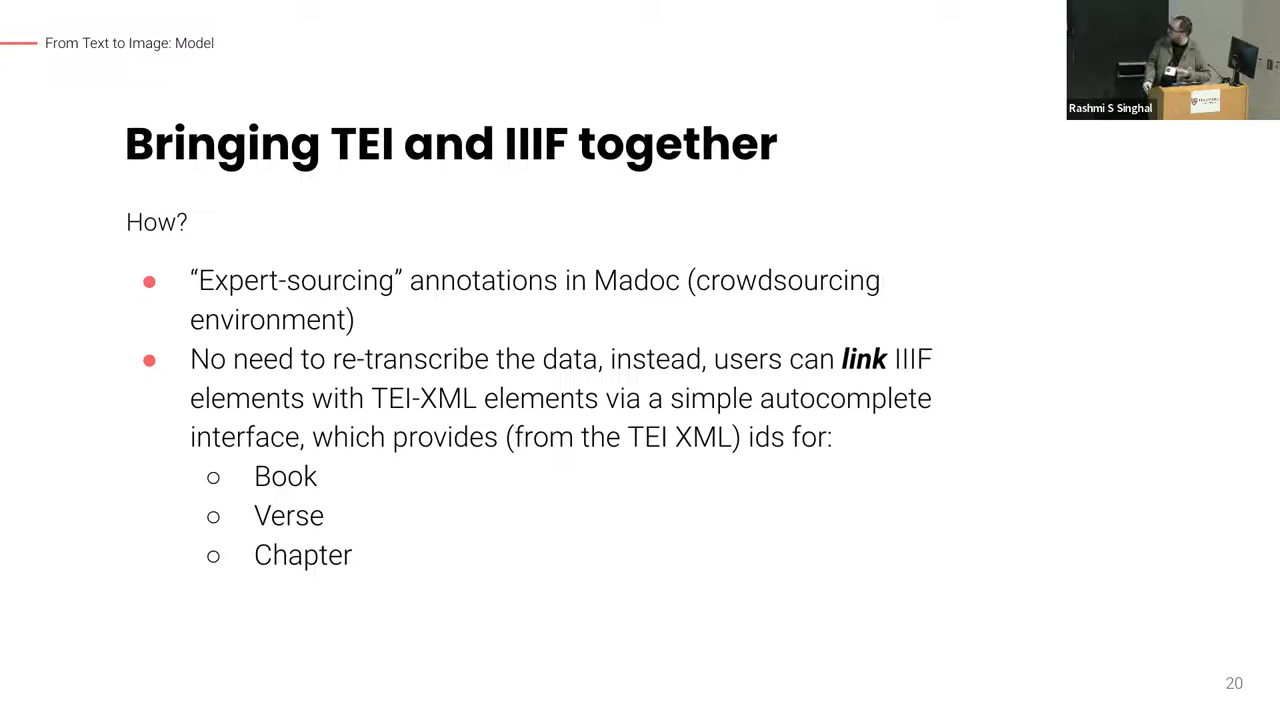 From Text to Image: Model
Rashmi S Singhal
Bringing TEI and IIIF together
How?
● “Expert-sourcing” annotations in Madoc (crowdsourcing
environment)
● No need to re-transcribe the data, instead, users can link IIIF
elements with TEI-XML elements via a simple autocomplete
interface, which provides (from the TEI XML) ids for:
○ Book
○ Verse
○ Chapter
20